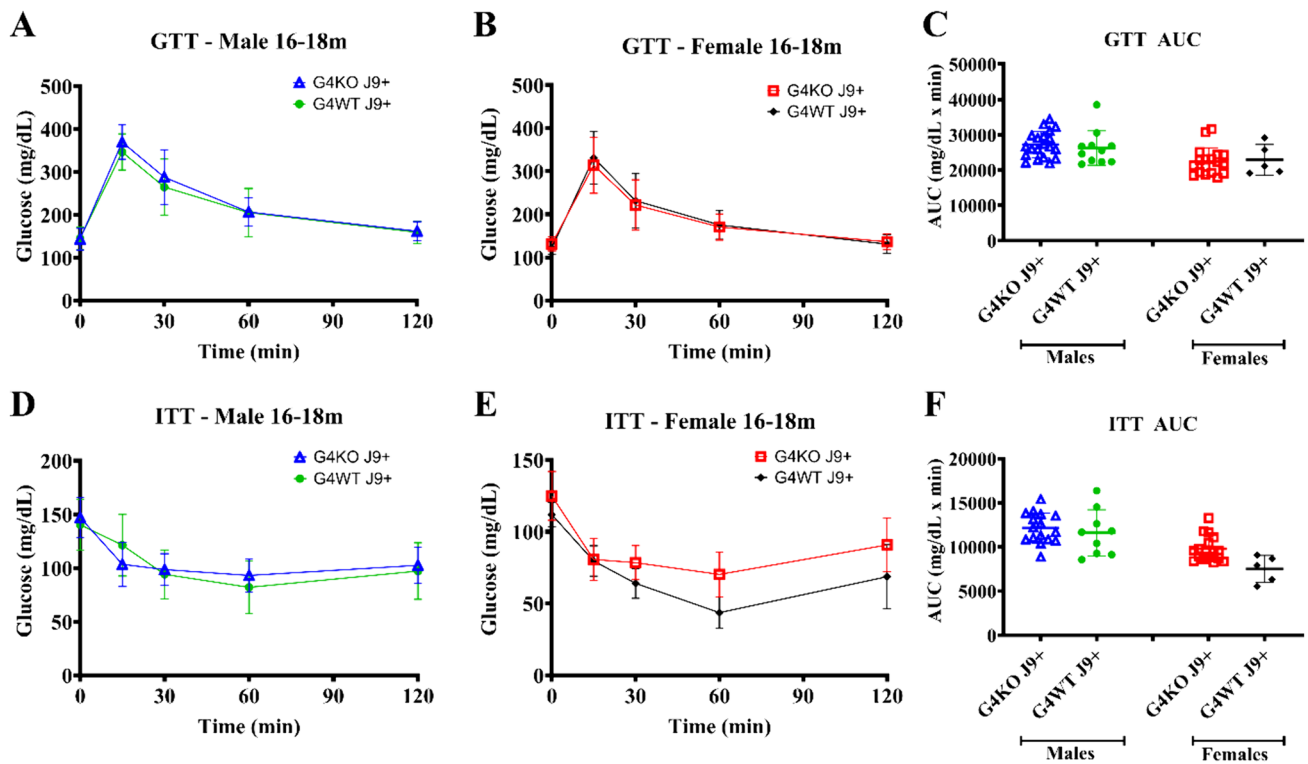 A
GTT - Male 16-18m
G4KO J9+
G4WT J9+
Glucose (mg/dL)
500
400
300
200
100
0
0 30 60 90 120
Time (min)
B
GTT - Female 16-18m
G4KO J9+
G4WT J9+
Glucose (mg/dL)
500
400
300
200
100
0
0 30 60 90 120
Time (min)
C
GTT AUC
AUC (mg/dL x min)
50000
40000
30000
20000
10000
0
G4KO J9+
G4WT J9+
G4KO J9+
G4WT J9+
Males
Females
D
ITT - Male 16-18m
G4KO J9+
G4WT J9+
Glucose (mg/dL)
200
150
100
50
0
0 30 60 90 120
Time (min)
E
ITT - Female 16-18m
G4KO J9+
G4WT J9+
Glucose (mg/dL)
150
100
50
0
0 30 60 90 120
Time (min)
F
ITT AUC
AUC (mg/dL x min)
20000
15000
10000
5000
0
G4KO J9+
G4WT J9+
G4KO J9+
G4WT J9+
Males
Females